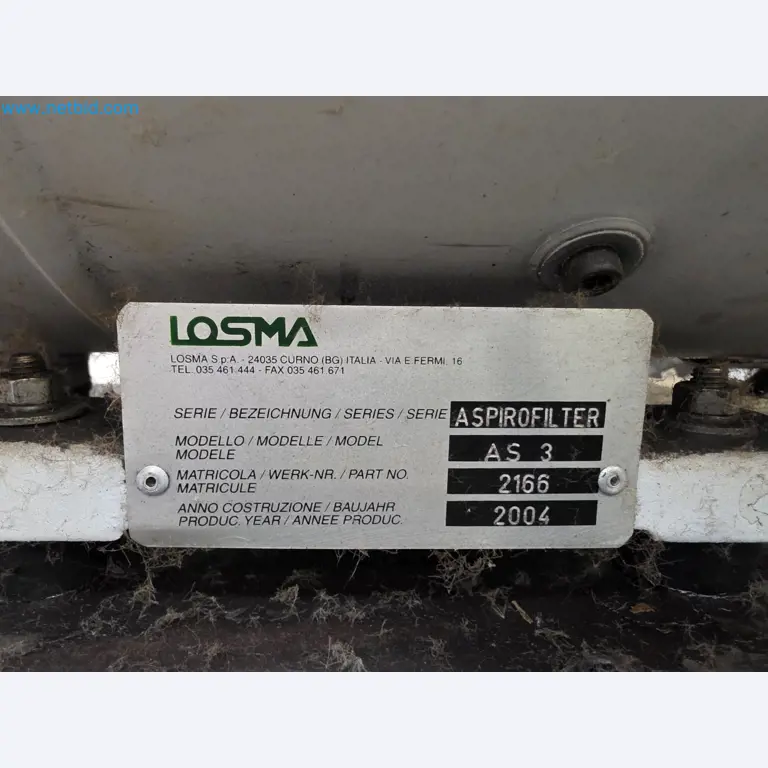 www.netbid.com
LOSMA
LOSMA S.p.A. - 24035 CURNO (BG) ITALIA - VIA E.FERMI, 16
TEL. 035 461.444 - FAX 035 461 671
SERIE / BEZEICHNUNG / SERIES / SERIE ASPIROFILTER
MODELLO / MODELLE / MODEL
MODELE AS 3
MATRICOLA / WERK-NR. / PART NO.
MATRICULE 2166
ANNO COSTRUZIONE / BAUJAHR
PRODUC. YEAR / ANNEE PRODUC. 2004